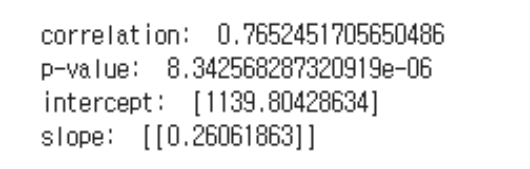 correlation: 0.7652451705650486
p-value: 8.342568287320919e-06
intercept: [1139.80428634]
slope: [[0.26061863]]